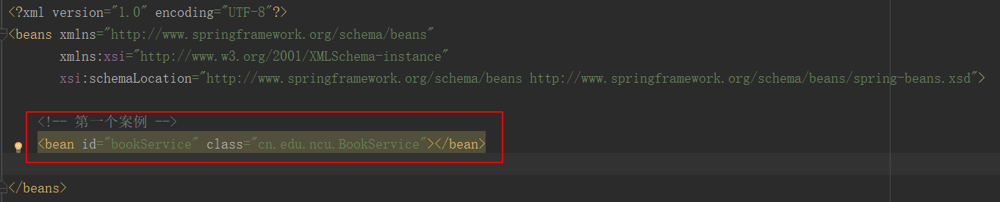 <?xml version="1.0" encoding="UTF-8"?>
<beans xmlns="http://www.springframework.org/schema/beans"
xmlns:xsi="http://www.w3.org/2001/XMLSchema-instance"
xsi:schemaLocation="http://www.springframework.org/schema/beans http://www.springframework.org/schema/beans/spring-beans.xsd">
<!-- 第一个案例 -->
<bean id="bookService" class="cn.edu.ncu.BookService"></bean>
</beans>